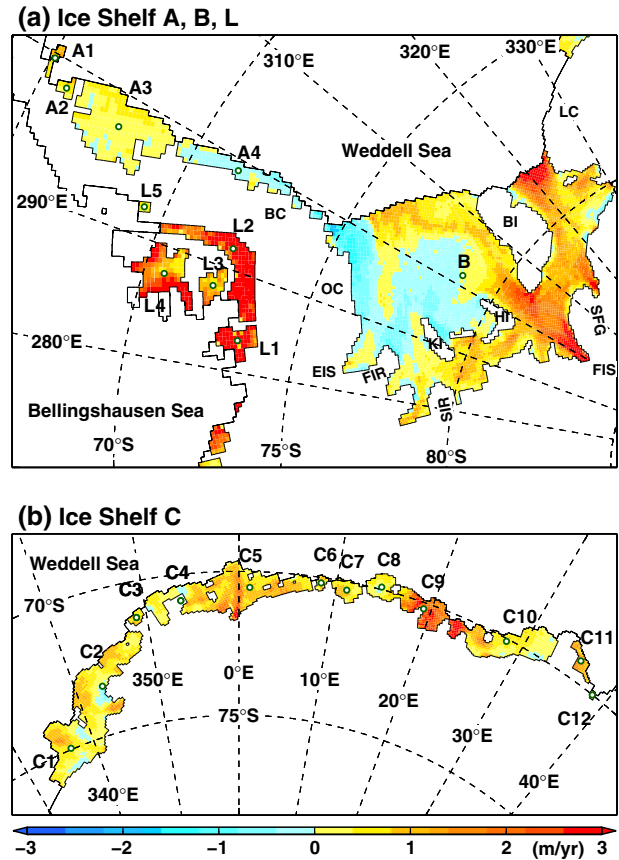 (a) Ice Shelf A, B, L
A1
310°E
320°E
330°E
A2
A3
LC
A4
Weddell Sea
290°E
L5
BC
BI
L2
B
L3
OC
L4
HI
SFG
280°E
L1
KI
EIS
FIR
FIS
SIR
Bellingshausen Sea
70°S
75°S
80°S
(b) Ice Shelf C
Weddell Sea
C5
C6
C7
C8
70°S
C3
C4
C9
C10
C2
C11
350°E
0°E
10°E
20°E
75°S
C12
30°E
C1
40°E
340°E
−3 −2 −1 0 1 2 (m/yr) 3